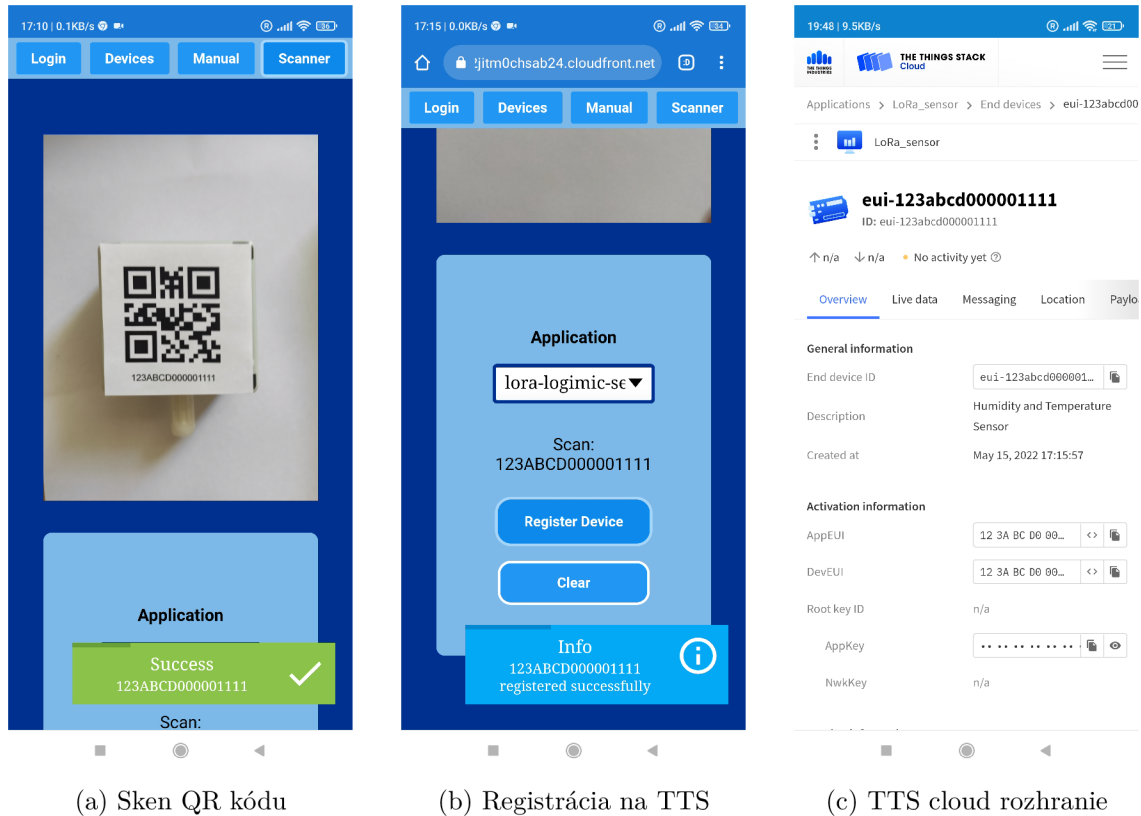 17:10 | 0.1KB/s
36
Login
Devices
Manual
Scanner
123ABCD000001111
Application
Success
123ABCD000001111
Scan:
(a) Sken QR kódu
17:15 | 0.0KB/s
34
jitm0chsab24.cloudfront.net
:D
Login
Devices
Manual
Scanner
Application
lora-logimic-se
Scan:
123ABCD000001111
Register Device
Clear
Info
123ABCD000001111
registered successfully
(b) Registrácia na TTS
19:48 | 9.5KB/s
21
THE THINGS
INDUSTRIES
THE THINGS STACK
Cloud
Applications > LoRa_sensor > End devices > eui-123abcd00
LoRa_sensor
eui-123abcd000001111
ID: eui-123abcd000001111
↑ n/a ↓ n/a • No activity yet
Overview Live data Messaging Location Paylo
General information
End device ID eui-123abcd000001…
Description Humidity and Temperature
Sensor
Created at May 15, 2022 17:15:57
Activation information
AppEUI 12 3A BC D0 00…
DevEUI 12 3A BC D0 00…
Root key ID n/a
AppKey
NwkKey n/a
(c) TTS cloud rozhranie